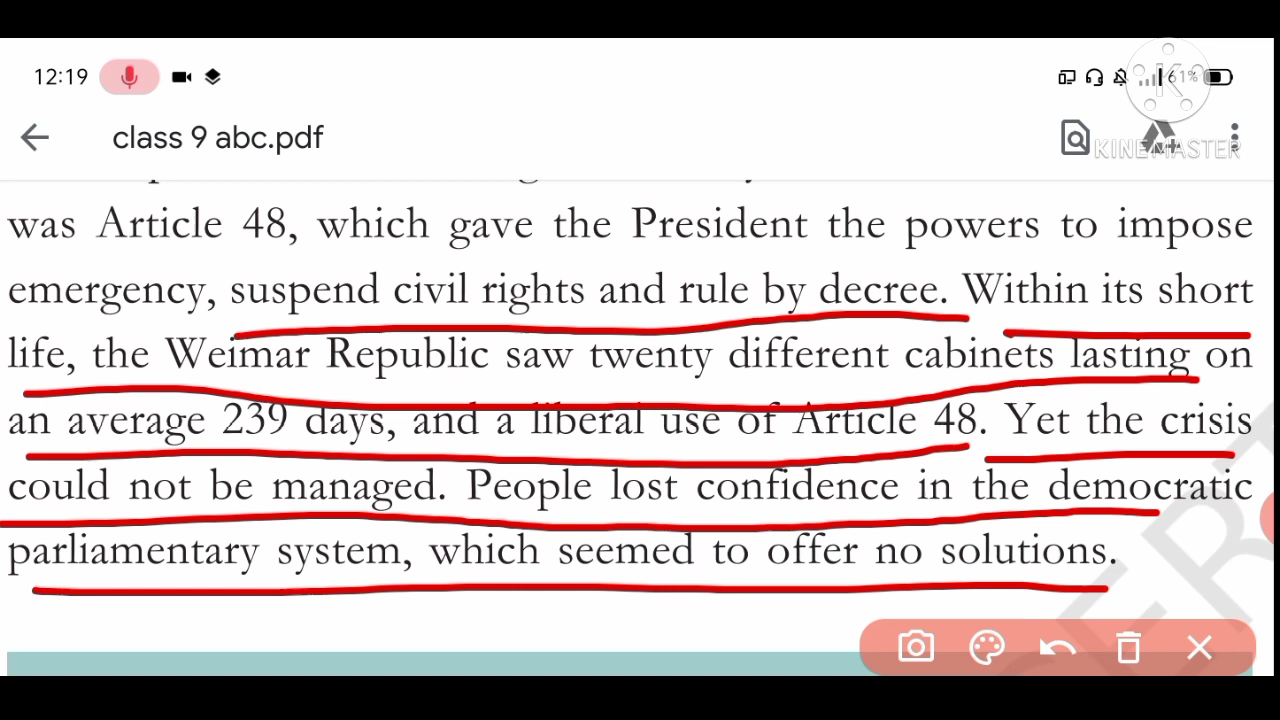 12:19
61%
class 9 abc.pdf
KINEMASTER
was Article 48, which gave the President the powers to impose
emergency, suspend civil rights and rule by decree. Within its short
life, the Weimar Republic saw twenty different cabinets lasting on
an average 239 days, and a liberal use of Article 48. Yet the crisis
could not be managed. People lost confidence in the democratic
parliamentary system, which seemed to offer no solutions.